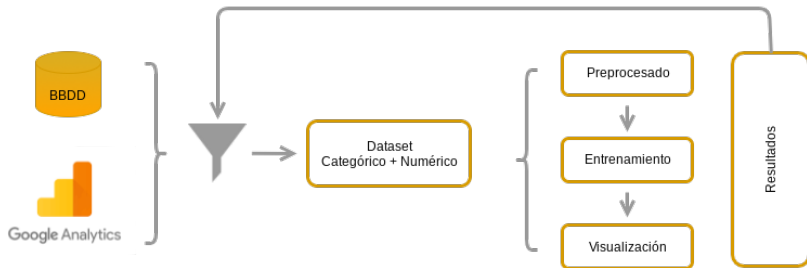 BBDD
Google Analytics
Dataset
Categórico + Numérico
Preprocesado
Entrenamiento
Visualización
Resultados